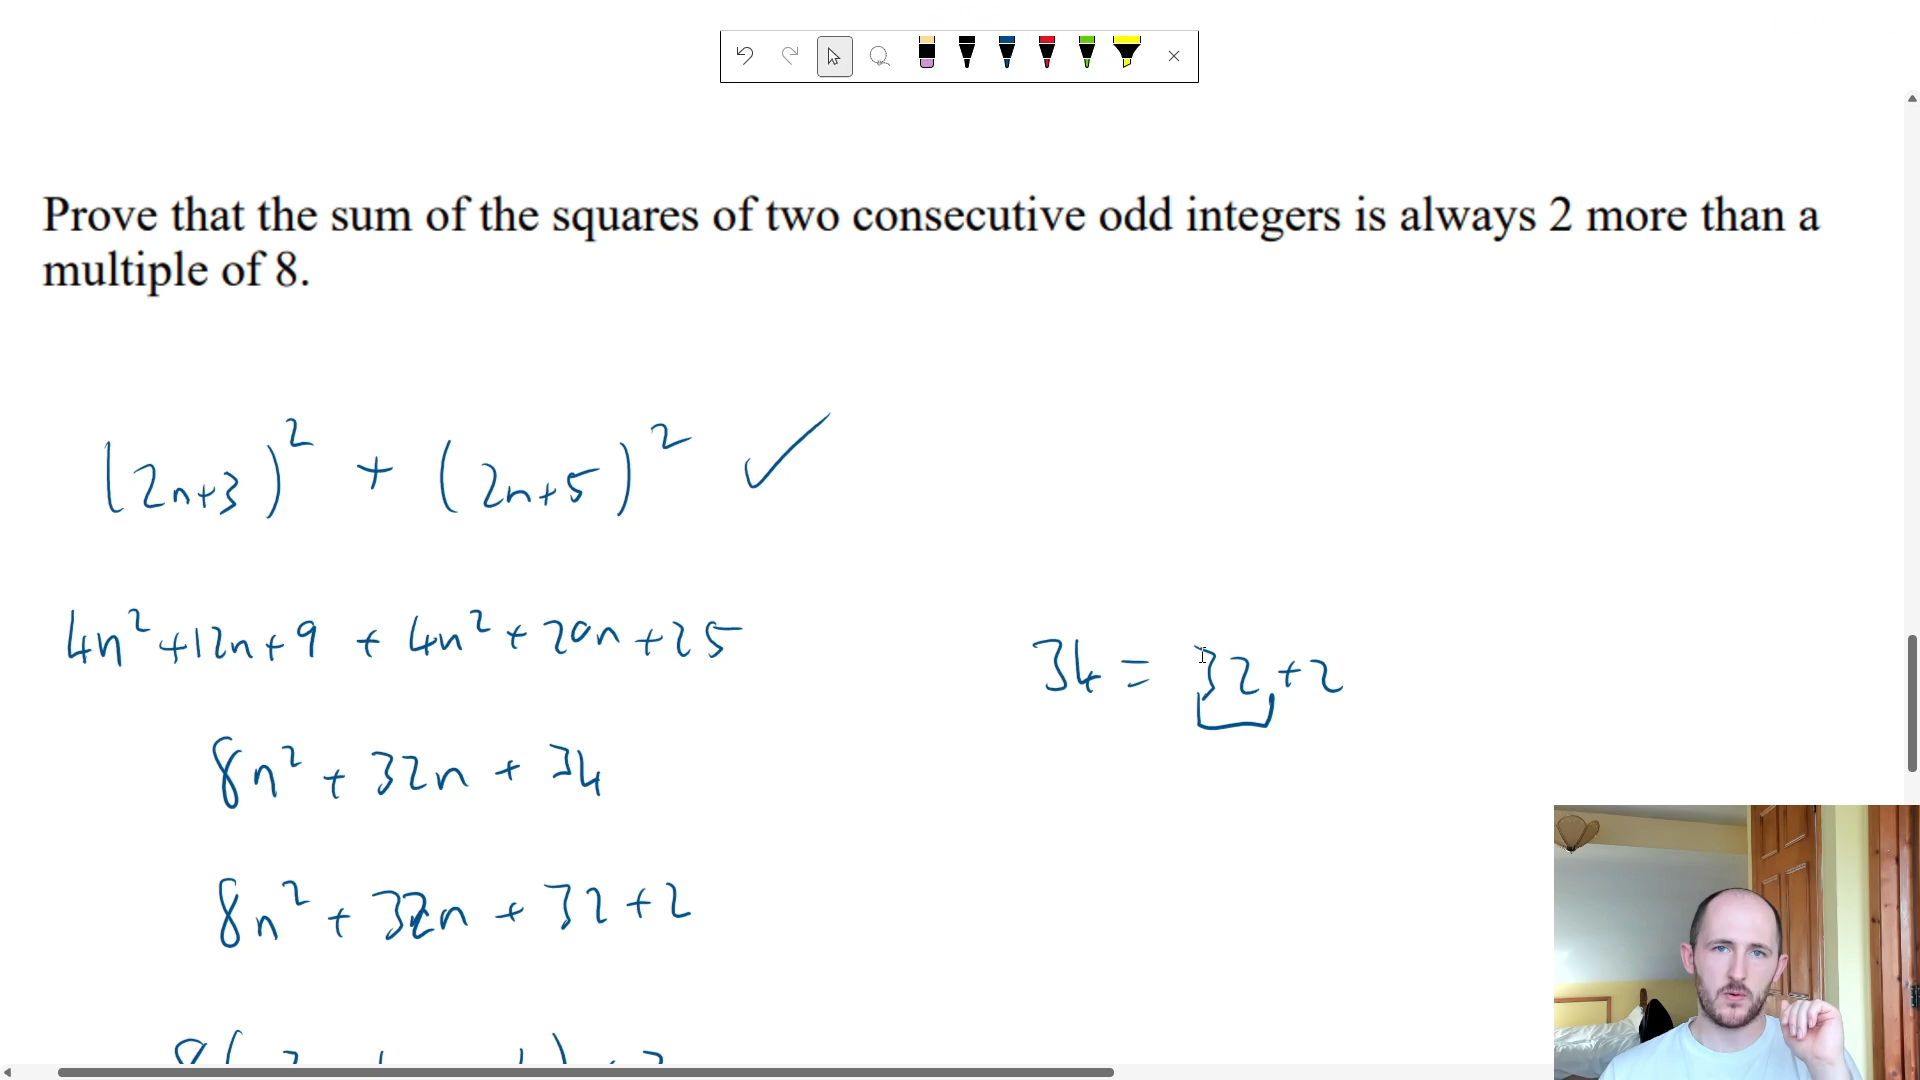 Prove that the sum of the squares of two consecutive odd integers is always 2 more than a
multiple of 8.
(2n+3)² + (2n+5)² ✓
4n²+12n+9 + 4n²+20n+25
34 = 32+2
8n² + 32n + 34
8n² + 32n + 32+2